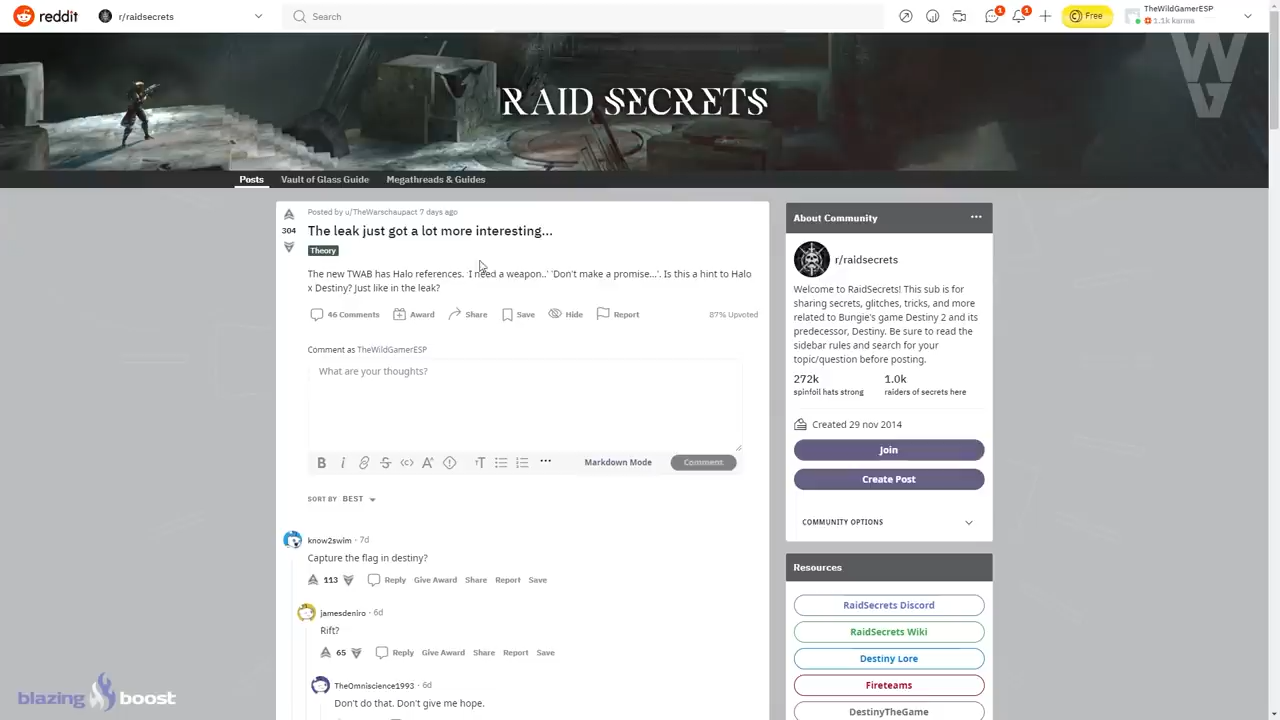 reddit
r/raidsecrets
Search
1
1
Free
TheWildGamerESP
1.1k karma
W
G
RAID SECRETS
Posts
Vault of Glass Guide
Megathreads & Guides
Posted by u/TheWarschaupact 7 days ago
304
The leak just got a lot more interesting...
Theory
The new TWAB has Halo references. 'I need a weapon..' 'Don't make a promise...'. Is this a hint to Halo
x Destiny? Just like in the leak?
46 Comments
Award
Share
Save
Hide
Report
87% Upvoted
Comment as TheWildGamerESP
What are your thoughts?
Markdown Mode
Comment
SORT BY BEST
know2swim · 7d
Capture the flag in destiny?
113
Reply
Give Award
Share
Report
Save
jamesdeniro · 6d
Rift?
65
Reply
Give Award
Share
Report
Save
TheOmniscience1993 · 6d
Don't do that. Don't give me hope.
About Community
r/raidsecrets
Welcome to RaidSecrets! This sub is for
sharing secrets, glitches, tricks, and more
related to Bungie's game Destiny 2 and its
predecessor, Destiny. Be sure to read the
sidebar rules and search for your
topic/question before posting.
272k
1.0k
spinfoil hats strong
raiders of secrets here
Created 29 nov 2014
Join
Create Post
COMMUNITY OPTIONS
Resources
RaidSecrets Discord
RaidSecrets Wiki
Destiny Lore
Fireteams
DestinyTheGame
blazing boost